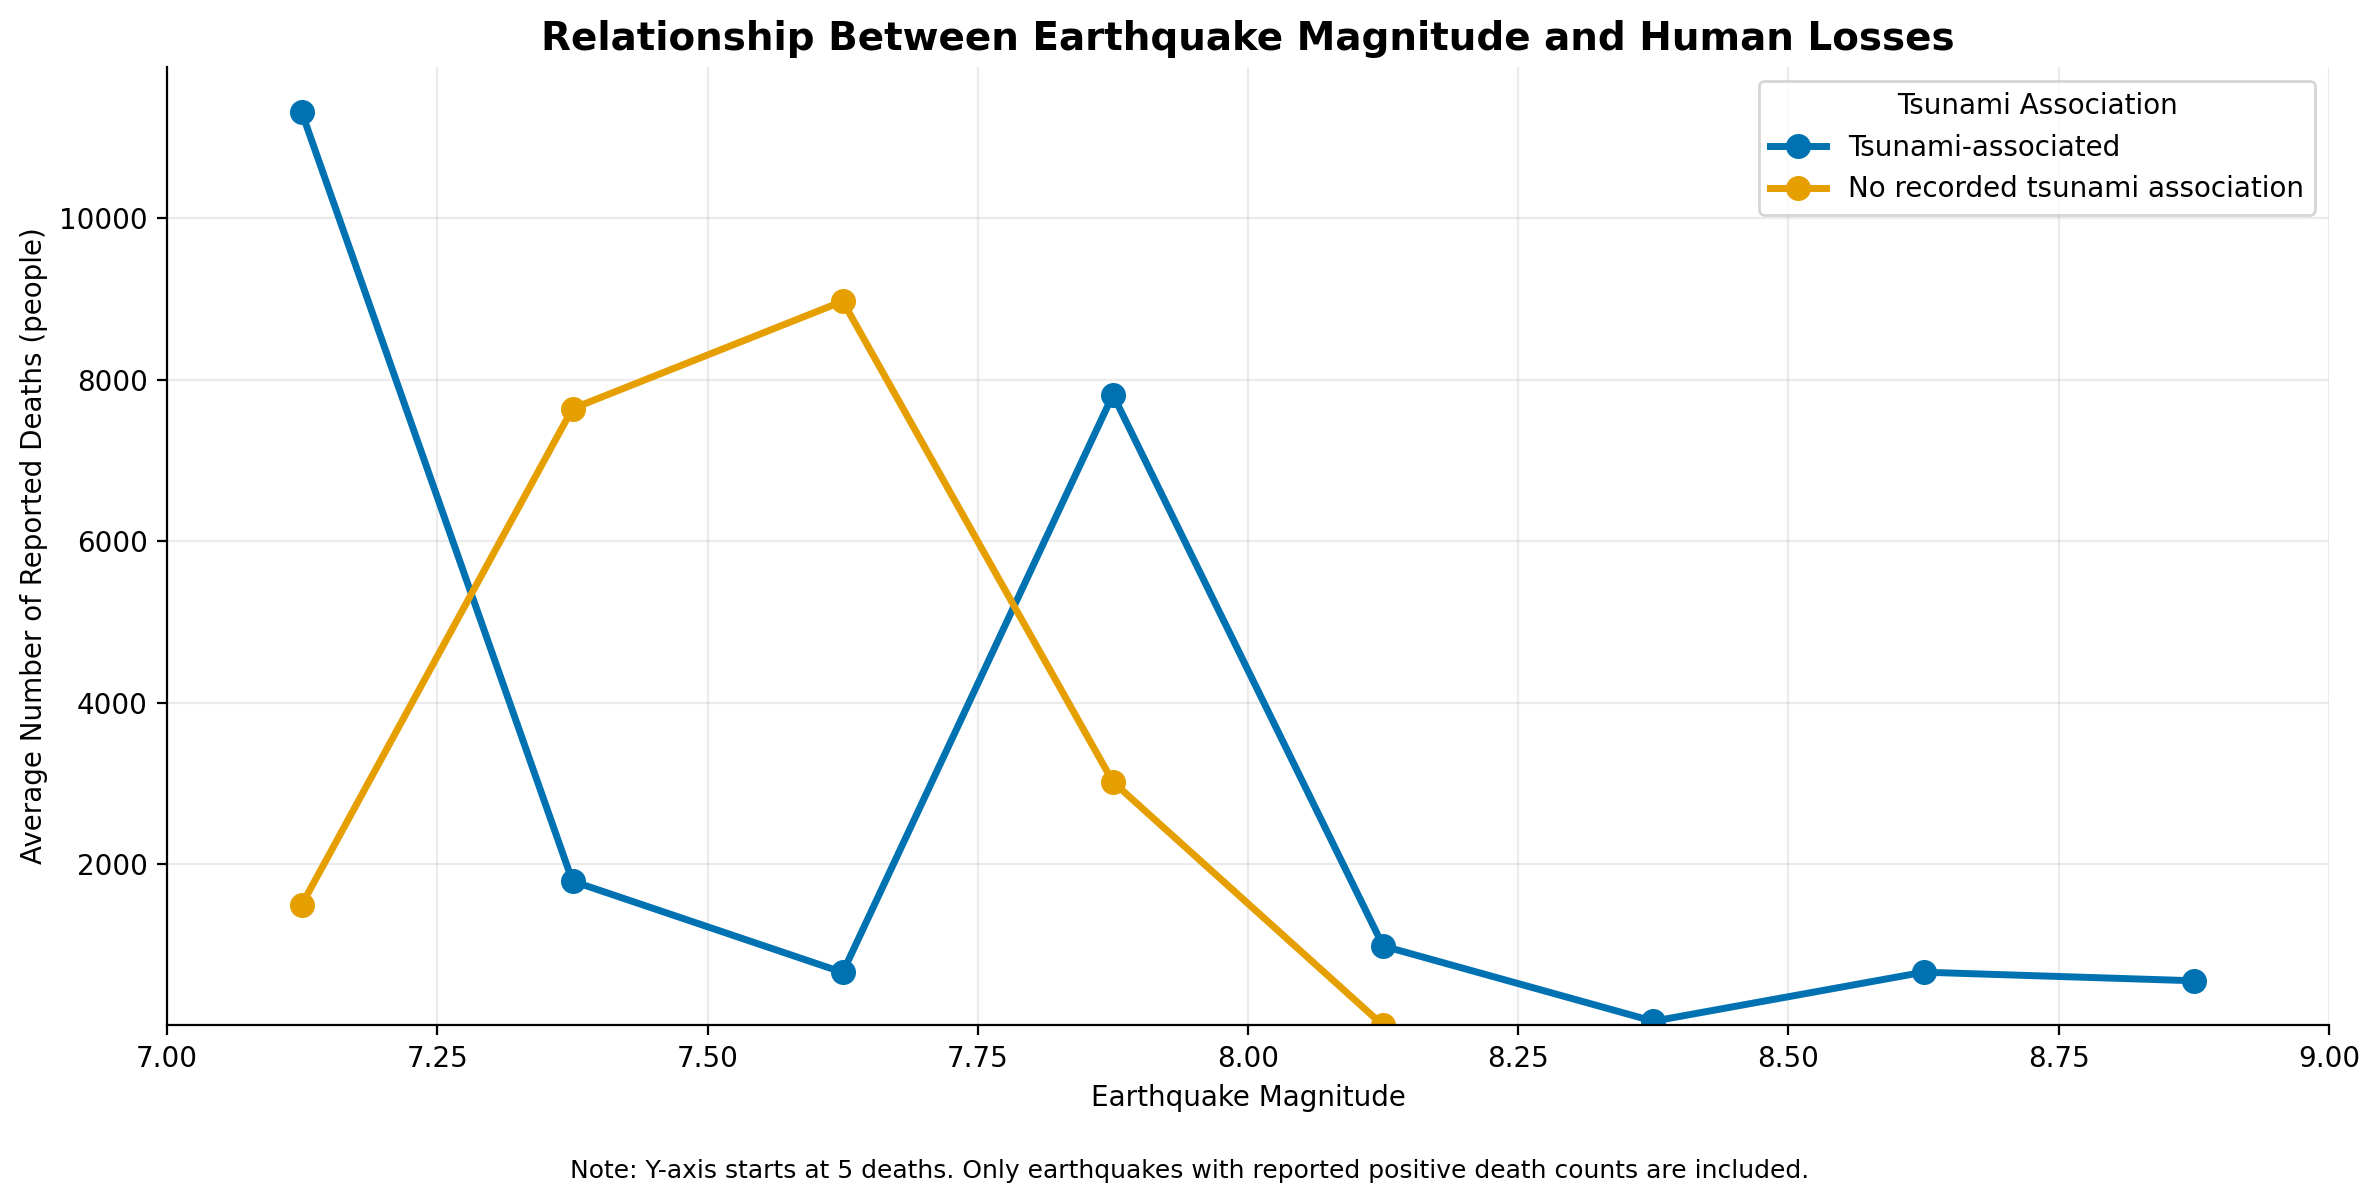 Relationship Between Earthquake Magnitude and Human Losses
Tsunami Association
Tsunami-associated
No recorded tsunami association
Average Number of Reported Deaths (people)
10000
8000
6000
4000
2000
7.00 7.25 7.50 7.75 8.00 8.25 8.50 8.75 9.00
Earthquake Magnitude
Note: Y-axis starts at 5 deaths. Only earthquakes with reported positive death counts are included.